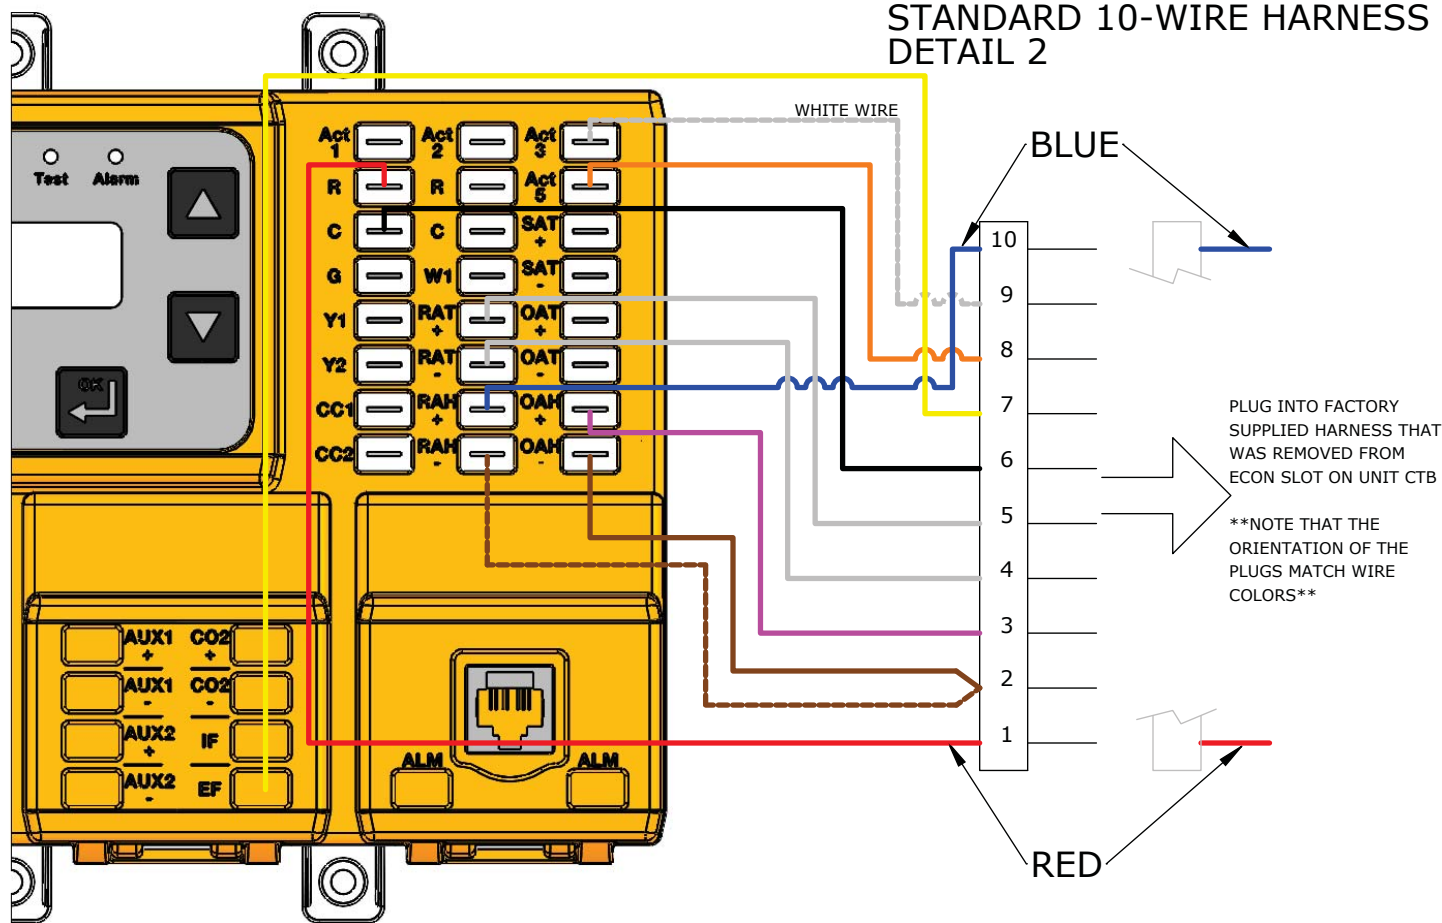 STANDARD 10-WIRE HARNESS
DETAIL 2
WHITE WIRE
BLUE
Test Alarm
OK
Act 1 Act 2 Act 3
R R Act 5
C C SAT +
G W1 SAT -
Y1 RAT + OAT +
Y2 RAT - OAT -
CC1 RAH + OAH +
CC2 RAH - OAH -
10
9
8
7
6
5
4
3
2
1
PLUG INTO FACTORY
SUPPLIED HARNESS THAT
WAS REMOVED FROM
ECON SLOT ON UNIT CTB
**NOTE THAT THE
ORIENTATION OF THE
PLUGS MATCH WIRE
COLORS**
AUX1 + CO2 +
AUX1 - CO2 -
AUX2 + IF
AUX2 - EF
ALM ALM
RED